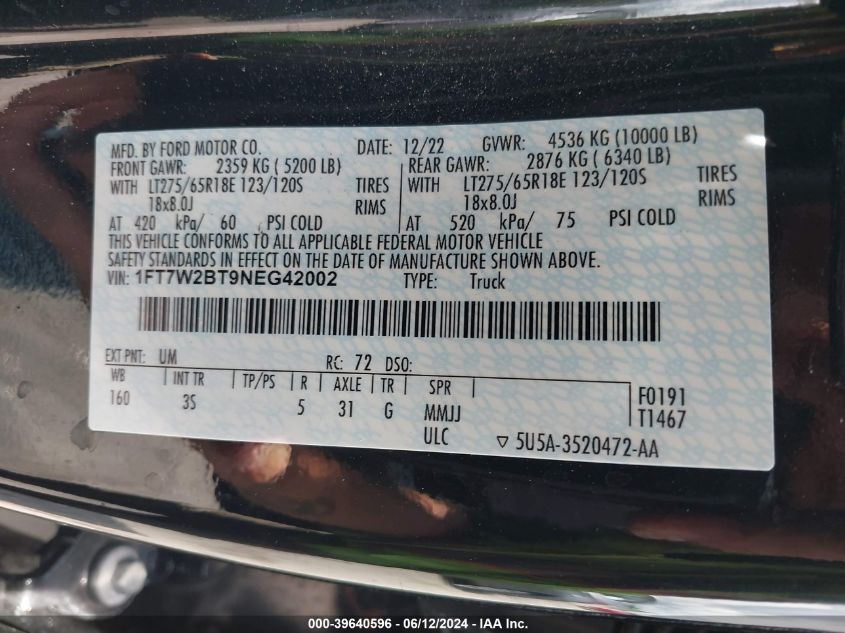 MFD. BY FORD MOTOR CO. DATE: 12/22 GVWR: 4536 KG (10000 LB)
FRONT GAWR: 2359 KG (5200 LB) REAR GAWR: 2876 KG (6340 LB)
WITH LT275/65R18E 123/120S TIRES WITH LT275/65R18E 123/120S TIRES
18x8.0J RIMS 18x8.0J RIMS
AT 420 kPa/ 60 PSI COLD AT 520 kPa/ 75 PSI COLD
THIS VEHICLE CONFORMS TO ALL APPLICABLE FEDERAL MOTOR VEHICLE
SAFETY STANDARDS IN EFFECT ON THE DATE OF MANUFACTURE SHOWN ABOVE.
VIN: 1FT7W2BT9NEG42002 TYPE: Truck
EXT PNT: UM RC: 72 DSO:
WB INT TR TP/PS R AXLE TR SPR
160 3S 5 31 G MMJJ F0191
ULC T1467
5U5A-3520472-AA
000-39640596 - 06/12/2024 - IAA Inc.